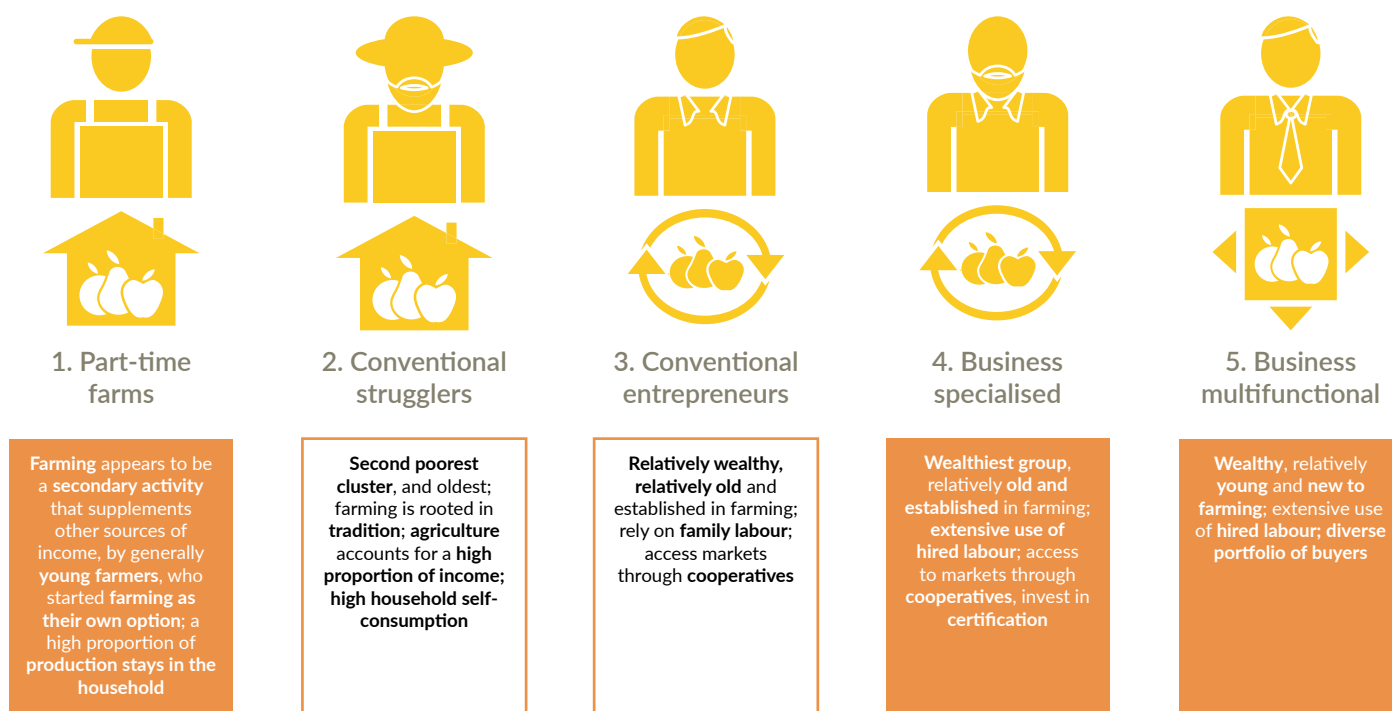 1. Part-time
farms
Farming appears to be
a secondary activity
that supplements
other sources of
income, by generally
young farmers, who
started farming as
their own option; a
high proportion of
production stays in the
household
2. Conventional
strugglers
Second poorest
cluster, and oldest;
farming is rooted in
tradition; agriculture
accounts for a high
proportion of income;
high household self-
consumption
3. Conventional
entrepreneurs
Relatively wealthy,
relatively old and
established in farming;
rely on family labour;
access markets
through cooperatives
4. Business
specialised
Wealthiest group,
relatively old and
established in farming;
extensive use of
hired labour; access
to markets through
cooperatives, invest in
certification
5. Business
multifunctional
Wealthy, relatively
young and new to
farming; extensive use
of hired labour; diverse
portfolio of buyers